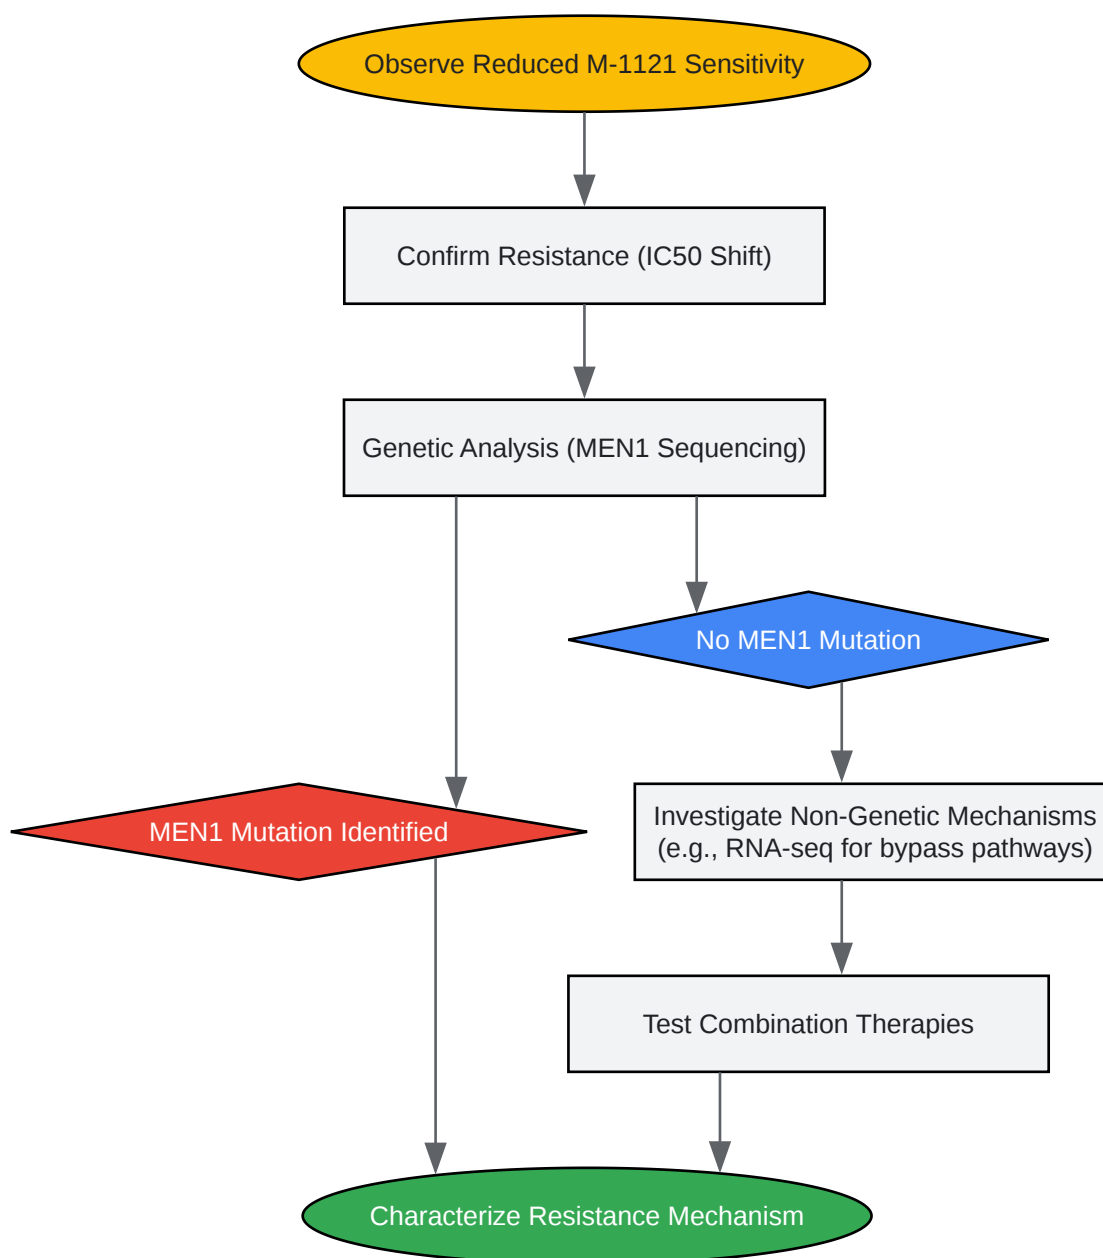 Observe Reduced M-1121 Sensitivity
Confirm Resistance (IC50 Shift)
Genetic Analysis (MEN1 Sequencing)
No MEN1 Mutation
MEN1 Mutation Identified
Investigate Non-Genetic Mechanisms
(e.g., RNA-seq for bypass pathways)
Test Combination Therapies
Characterize Resistance Mechanism